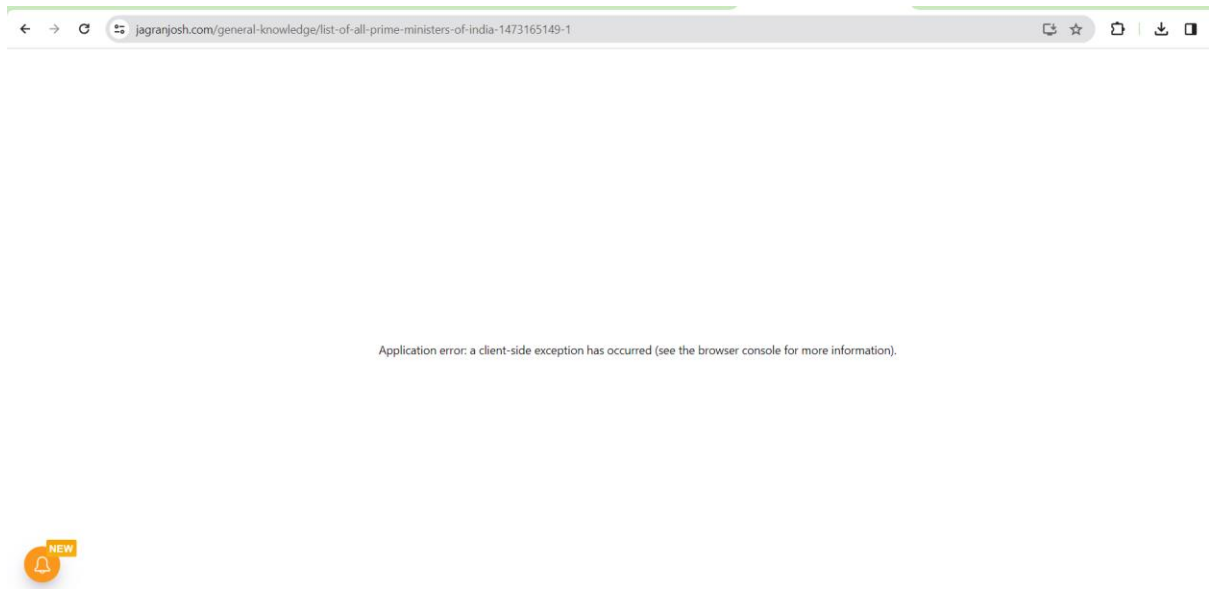 jagranjosh.com/general-knowledge/list-of-all-prime-ministers-of-india-1473165149-1
Application error: a client-side exception has occurred (see the browser console for more information).
NEW